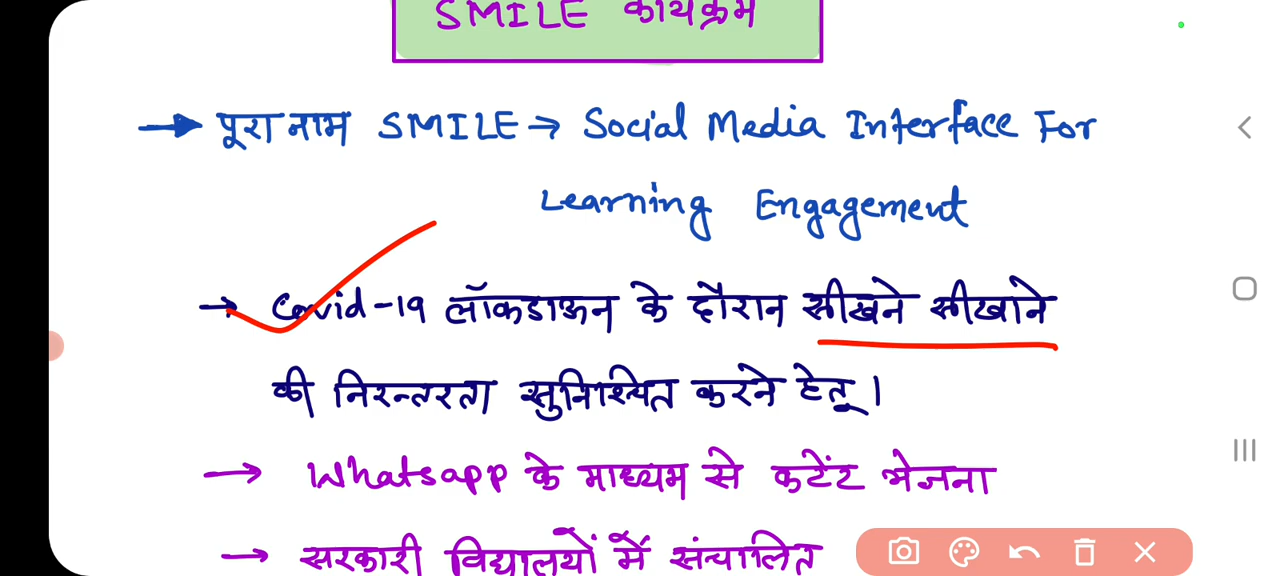 SMILE कार्यक्रम
→ पूरा नाम SMILE → Social Media Interface For
Learning Engagement
→ Covid-19 लॉकडाऊन के दौरान सीखने सीखाने
की निरन्तरता सुनिश्चित करने हेतू।
→ Whatsapp के माध्यम से कटेंट भेजना
→ सरकारी विद्यालयों में संचालित